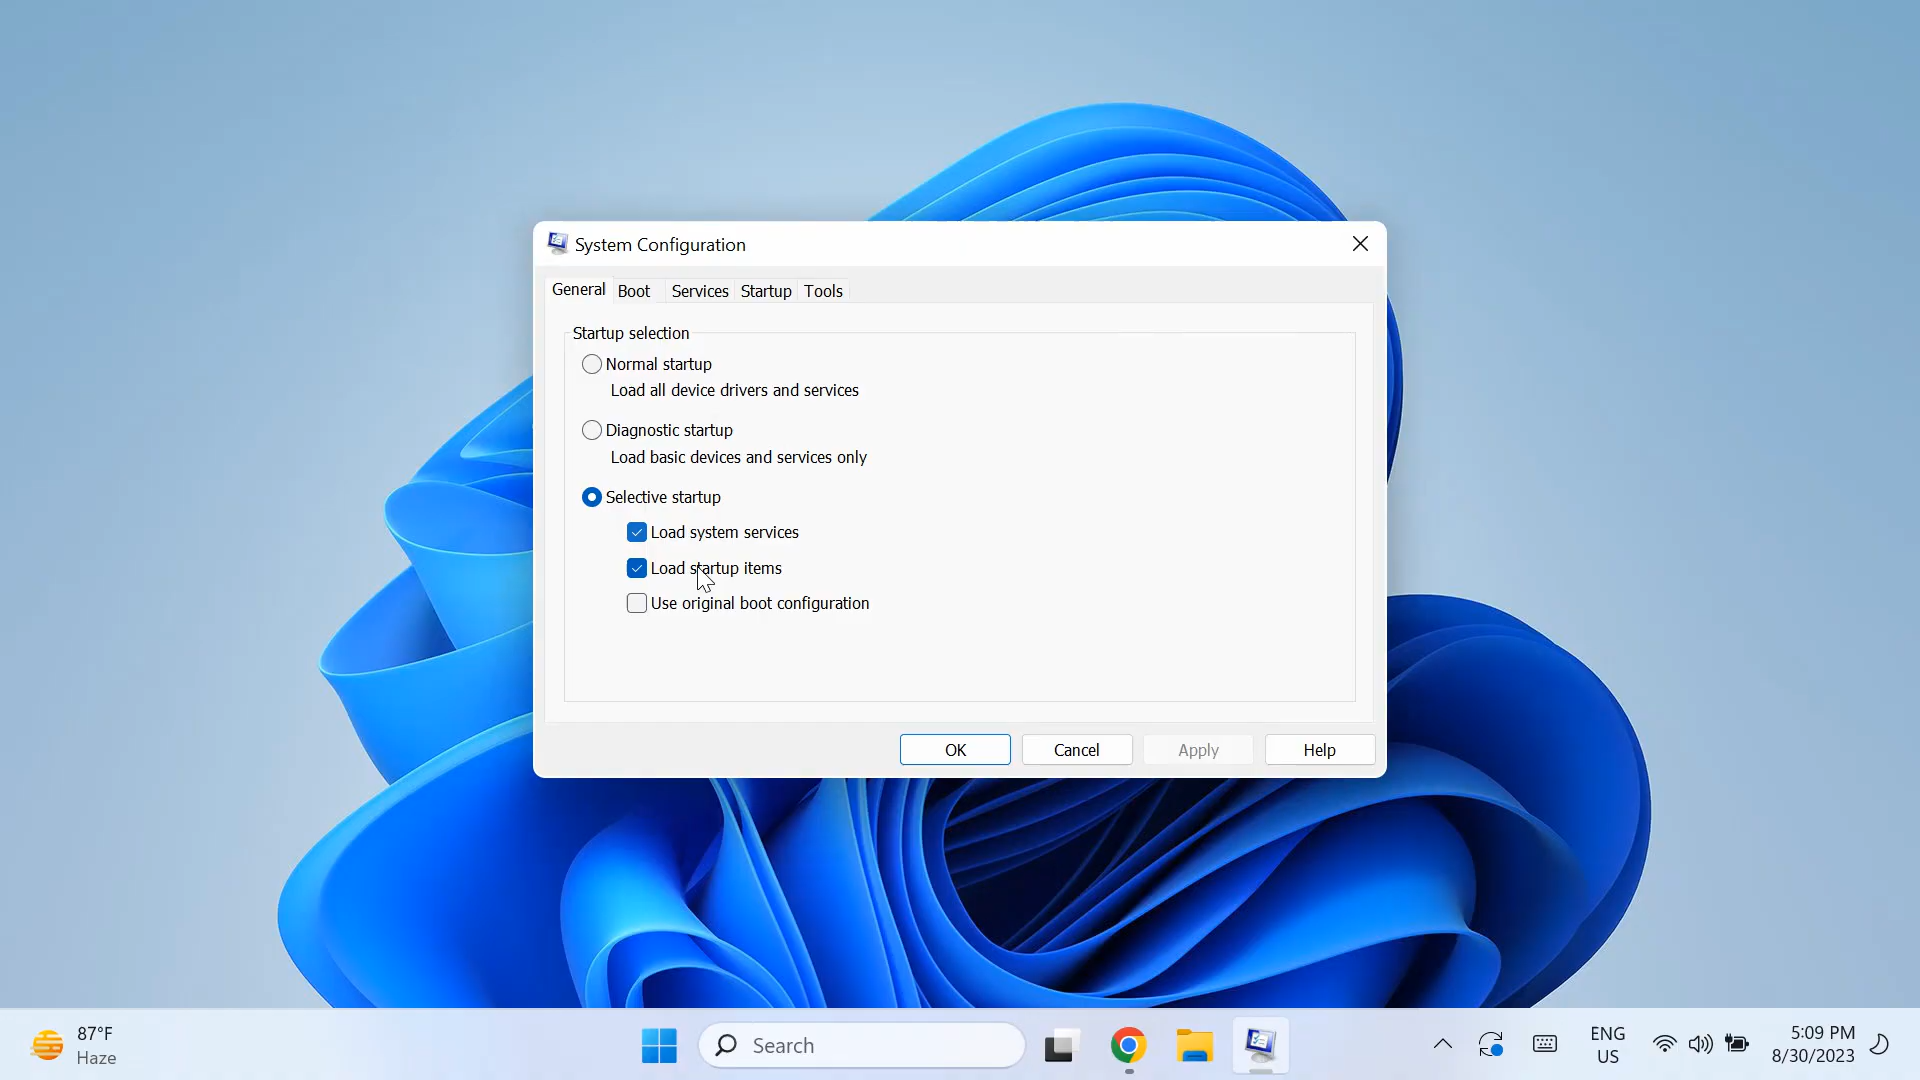 System Configuration
General Boot Services Startup Tools
Startup selection
Normal startup
Load all device drivers and services
Diagnostic startup
Load basic devices and services only
Selective startup
Load system services
Load startup items
Use original boot configuration
OK Cancel Apply Help
87°F
Haze
Search
ENG
US
5:09 PM
8/30/2023